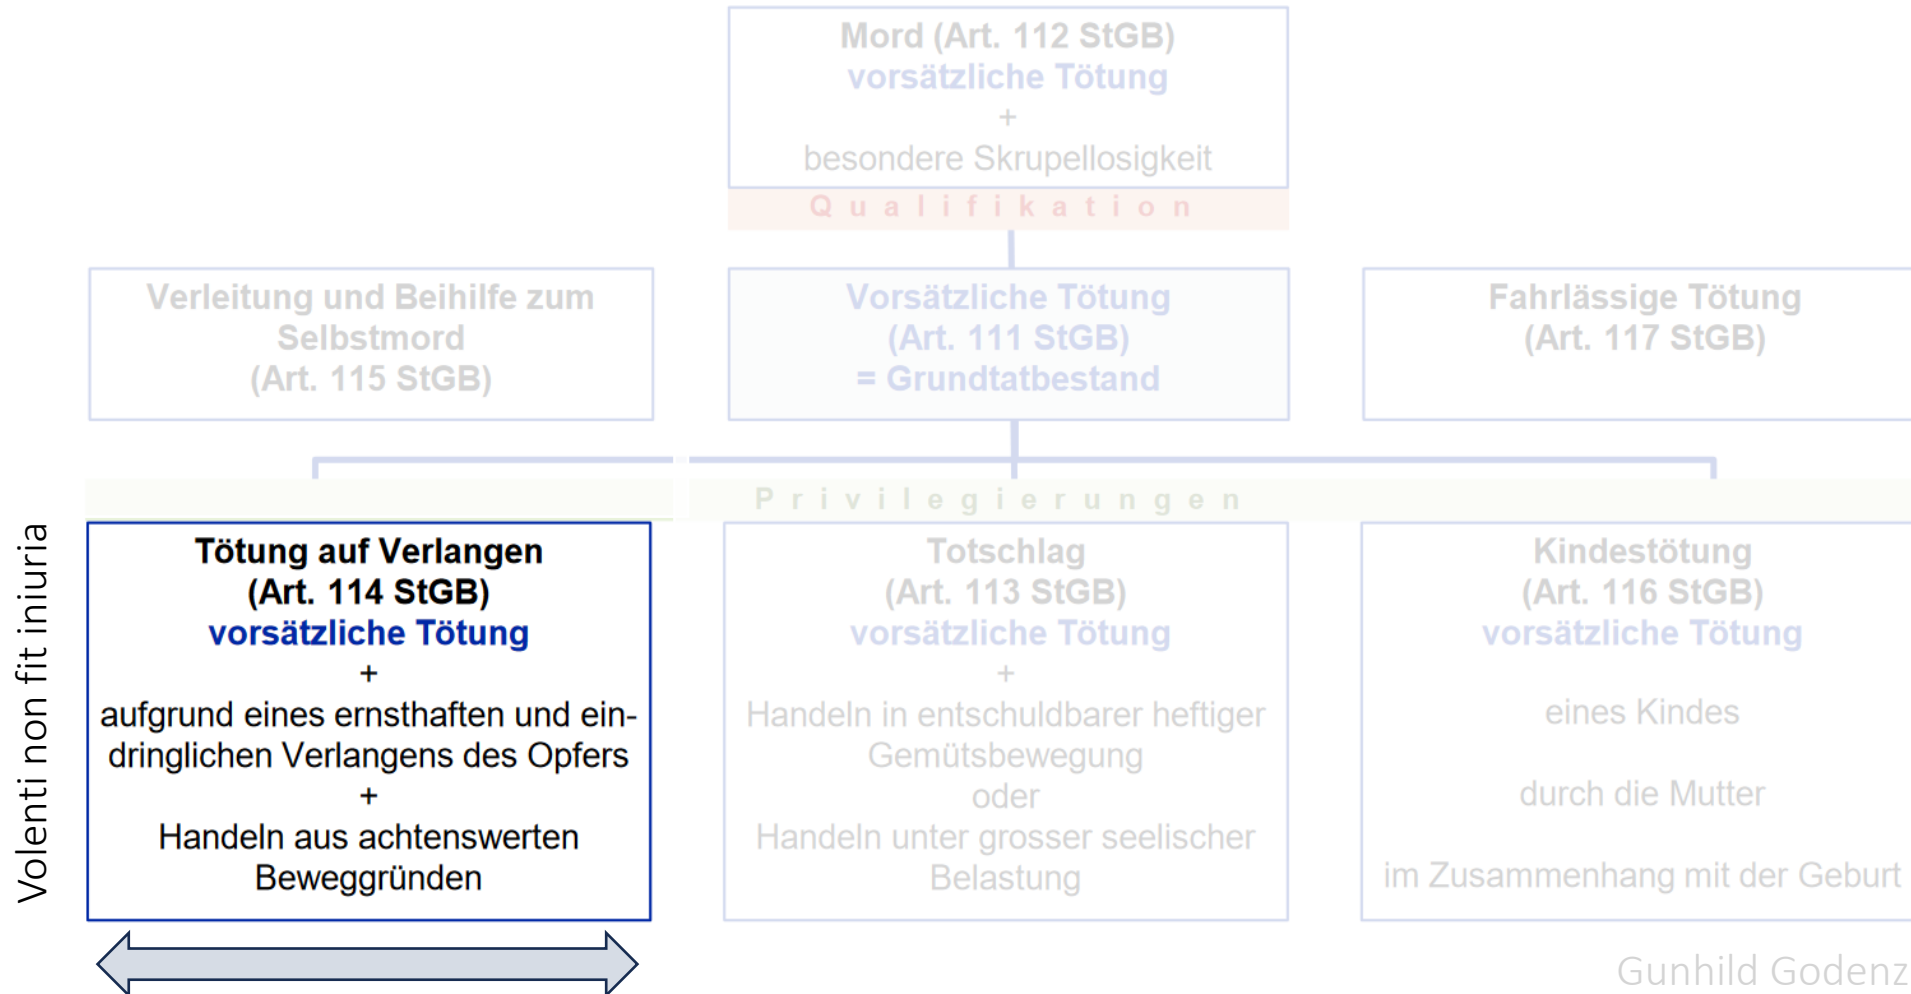 Mord (Art. 112 StGB)
vorsätzliche Tötung
+
besondere Skrupellosigkeit
Qualifikation
Verleitung und Beihilfe zum
Selbstmord
(Art. 115 StGB)
Vorsätzliche Tötung
(Art. 111 StGB)
= Grundtatbestand
Fahrlässige Tötung
(Art. 117 StGB)
Privilegierungen
Volenti non fit iniuria
Tötung auf Verlangen
(Art. 114 StGB)
vorsätzliche Tötung
+
aufgrund eines ernsthaften und ein-
dringlichen Verlangens des Opfers
+
Handeln aus achtenswerten
Beweggründen
Totschlag
(Art. 113 StGB)
vorsätzliche Tötung
+
Handeln in entschuldbarer heftiger
Gemütsbewegung
oder
Handeln unter grosser seelischer
Belastung
Kindestötung
(Art. 116 StGB)
vorsätzliche Tötung
eines Kindes
durch die Mutter
im Zusammenhang mit der Geburt
Gunhild Godenz